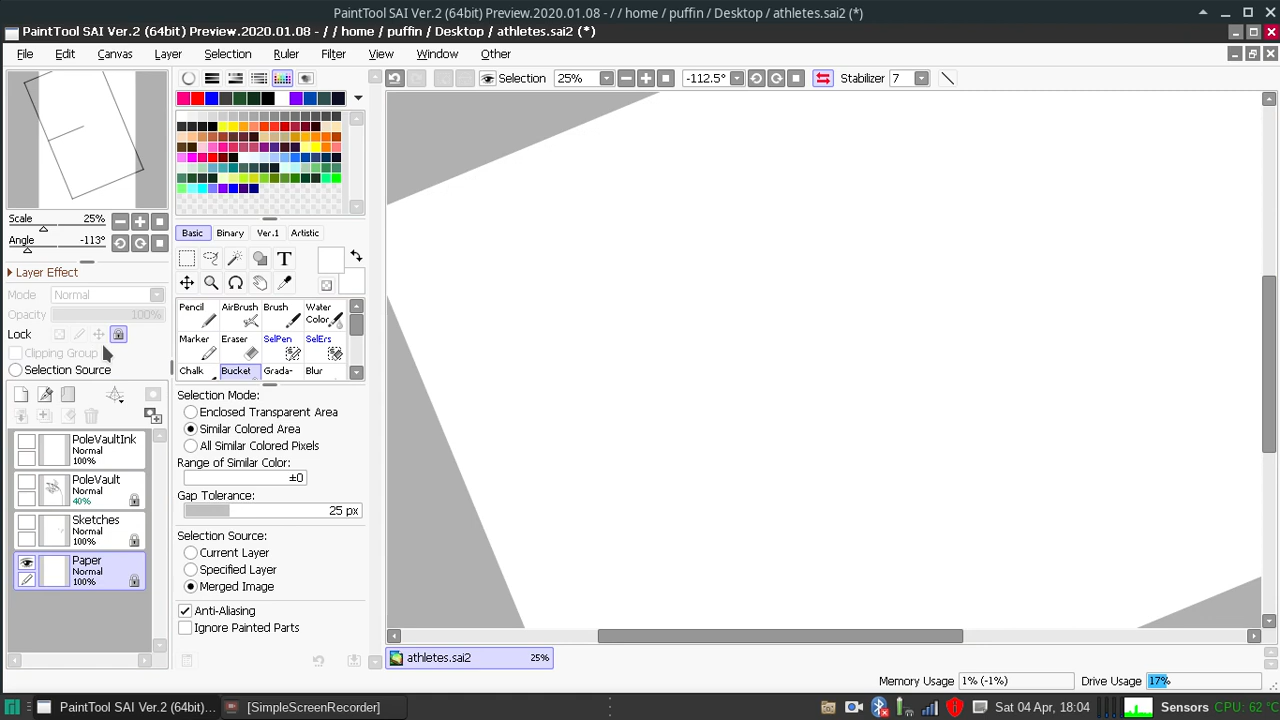 PaintTool SAI Ver.2 (64bit) Preview.2020.01.08 - / / home / puffin / Desktop / athletes.sai2 (*)
PaintTool SAI Ver.2 (64bit) Preview.2020.01.08 - / / home / puffin / Desktop / athletes.sai2 (*)
File Edit Canvas Layer Selection Ruler Filter View Window Other
Selection 25% -112.5° Stabilizer 7
Scale 25%
Angle -113°
Layer Effect
Mode Normal
Opacity 100%
Lock
Clipping Group
Selection Source
PoleVaultInk
Normal
100%
PoleVault
Normal
40%
Sketches
Normal
100%
Paper
Normal
100%
Basic Binary Ver.1 Artistic
T
Pencil AirBrush Brush Water Color
Marker Eraser SelPen SelErs
Chalk Bucket Grada- Blur
Selection Mode:
Enclosed Transparent Area
Similar Colored Area
All Similar Colored Pixels
Range of Similar Color:
±0
Gap Tolerance:
25 px
Selection Source:
Current Layer
Specified Layer
Merged Image
Anti-Aliasing
Ignore Painted Parts
athletes.sai2 25%
Memory Usage 1% (-1%) Drive Usage 17%
PaintTool SAI Ver.2 (64bit)... [SimpleScreenRecorder] Sat 04 Apr, 18:04 Sensors CPU: 62 °C